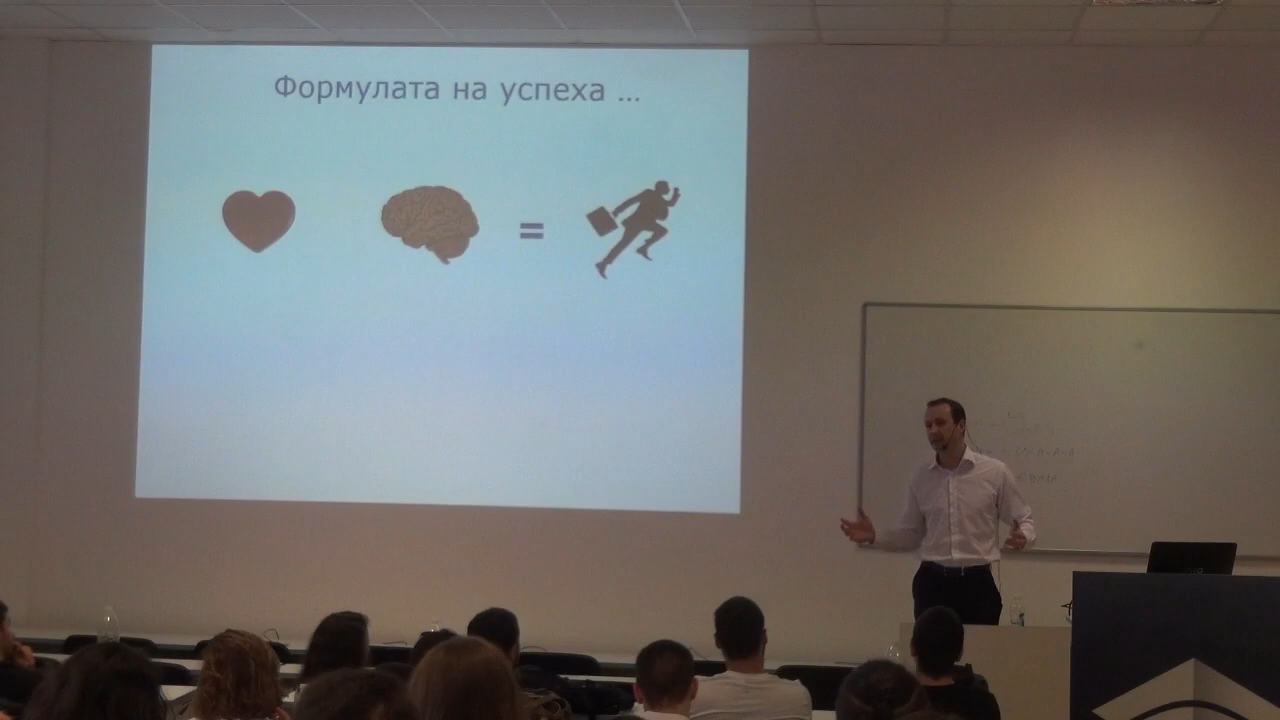 Формулата на успеха ...
=